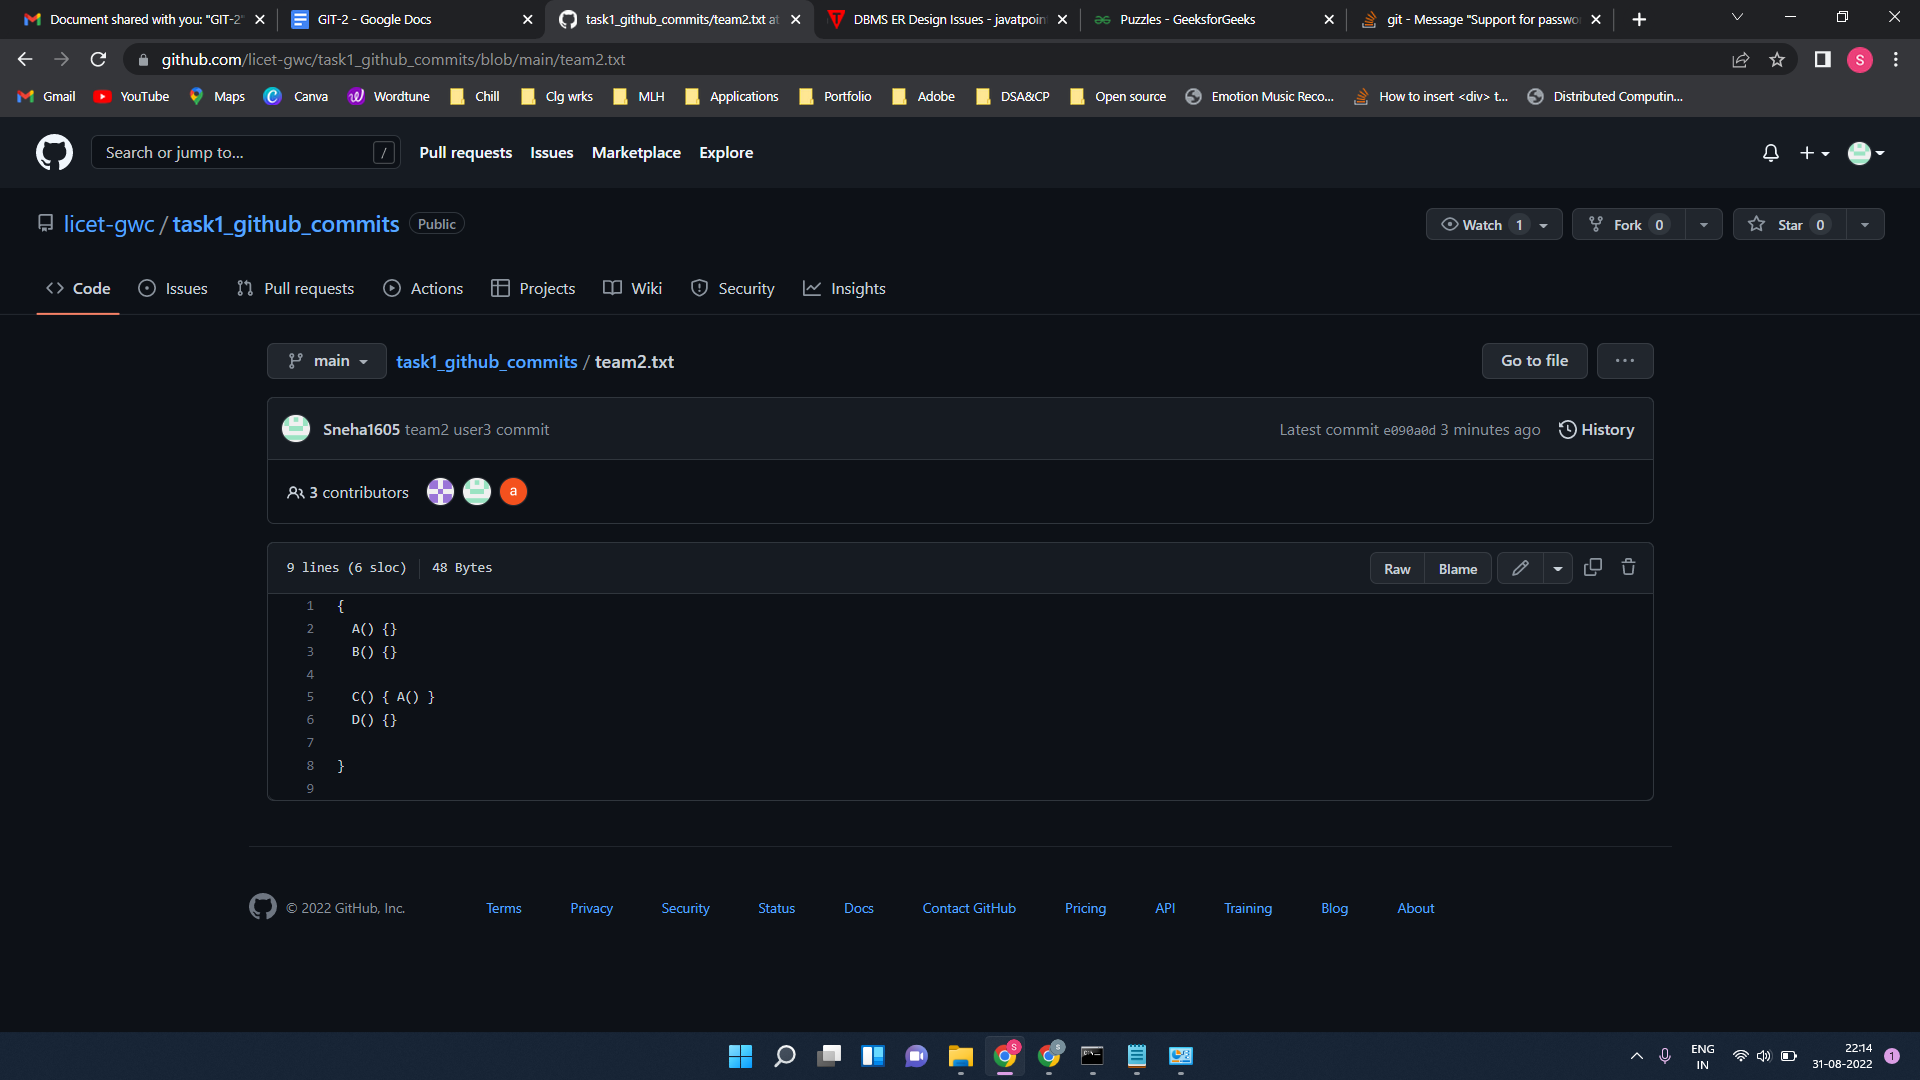 Document shared with you: "GIT-2"
GIT-2 - Google Docs
task1_github_commits/team2.txt at
DBMS ER Design Issues - javatpoin
Puzzles - GeeksforGeeks
git - Message "Support for passwo
github.com/licet-gwc/task1_github_commits/blob/main/team2.txt
S
Gmail YouTube Maps Canva Wordtune Chill Clg wrks MLH Applications Portfolio Adobe DSA&CP Open source Emotion Music Reco... How to insert <div> t... Distributed Computin...
Search or jump to... /
Pull requests Issues Marketplace Explore
licet-gwc / task1_github_commits Public
Watch 1 Fork 0 Star 0
Code Issues Pull requests Actions Projects Wiki Security Insights
main task1_github_commits / team2.txt
Go to file ...
Sneha1605 team2 user3 commit
Latest commit e090a0d 3 minutes ago History
3 contributors a
9 lines (6 sloc) 48 Bytes
Raw Blame
1 {
2 A() {}
3 B() {}
4
5 C() { A() }
6 D() {}
7
8 }
9
© 2022 GitHub, Inc. Terms Privacy Security Status Docs Contact GitHub Pricing API Training Blog About
ENG
IN
22:14
31-08-2022
1